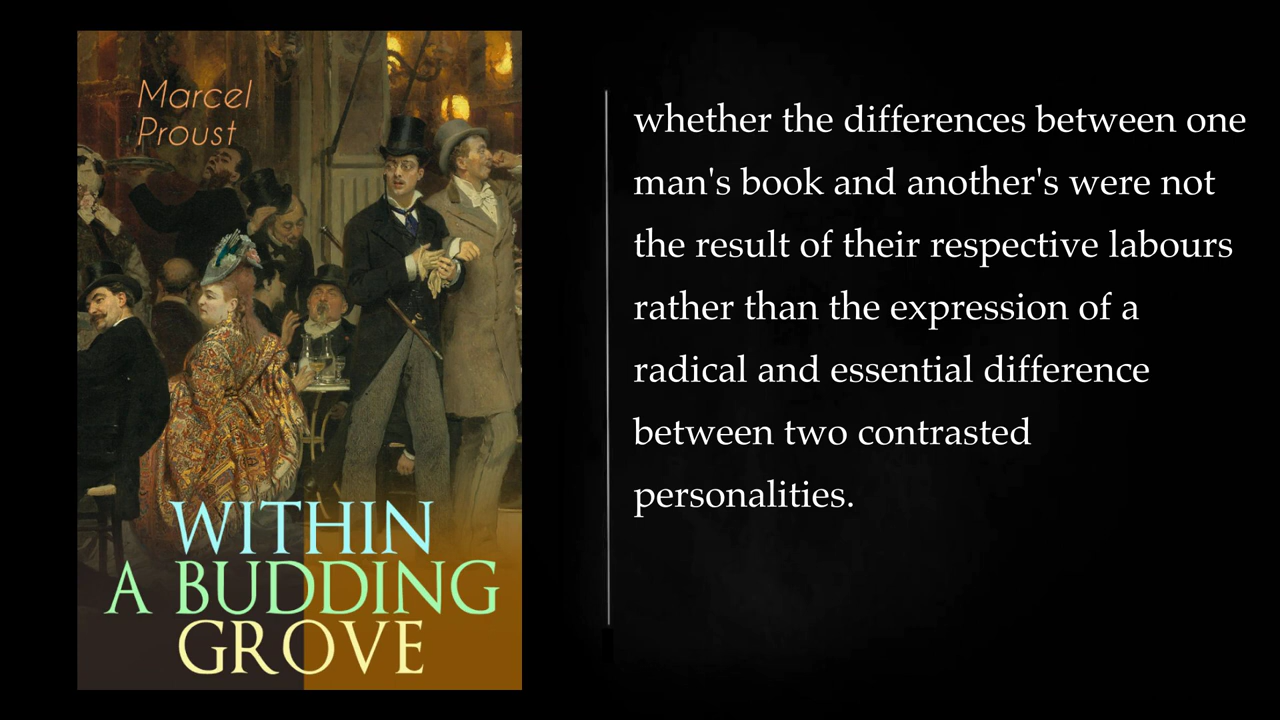 Marcel
Proust
WITHIN
A BUDDING
GROVE
whether the differences between one
man's book and another's were not
the result of their respective labours
rather than the expression of a
radical and essential difference
between two contrasted
personalities.